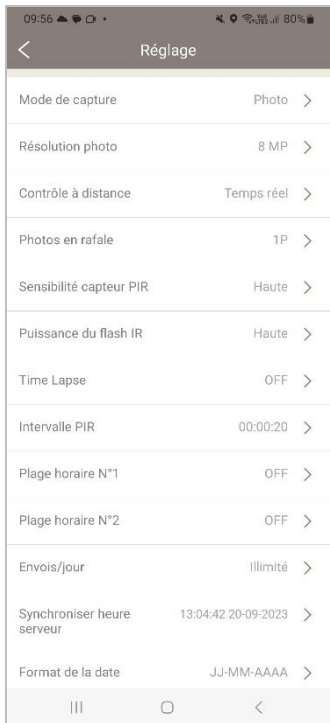 09:56 80%
Réglage
Mode de capture Photo
Résolution photo 8 MP
Contrôle à distance Temps réel
Photos en rafale 1P
Sensibilité capteur PIR Haute
Puissance du flash IR Haute
Time Lapse OFF
Intervalle PIR 00:00:20
Plage horaire N°1 OFF
Plage horaire N°2 OFF
Envois/jour Illimité
Synchroniser heure 13:04:42 20-09-2023
serveur
Format de la date JJ-MM-AAAA